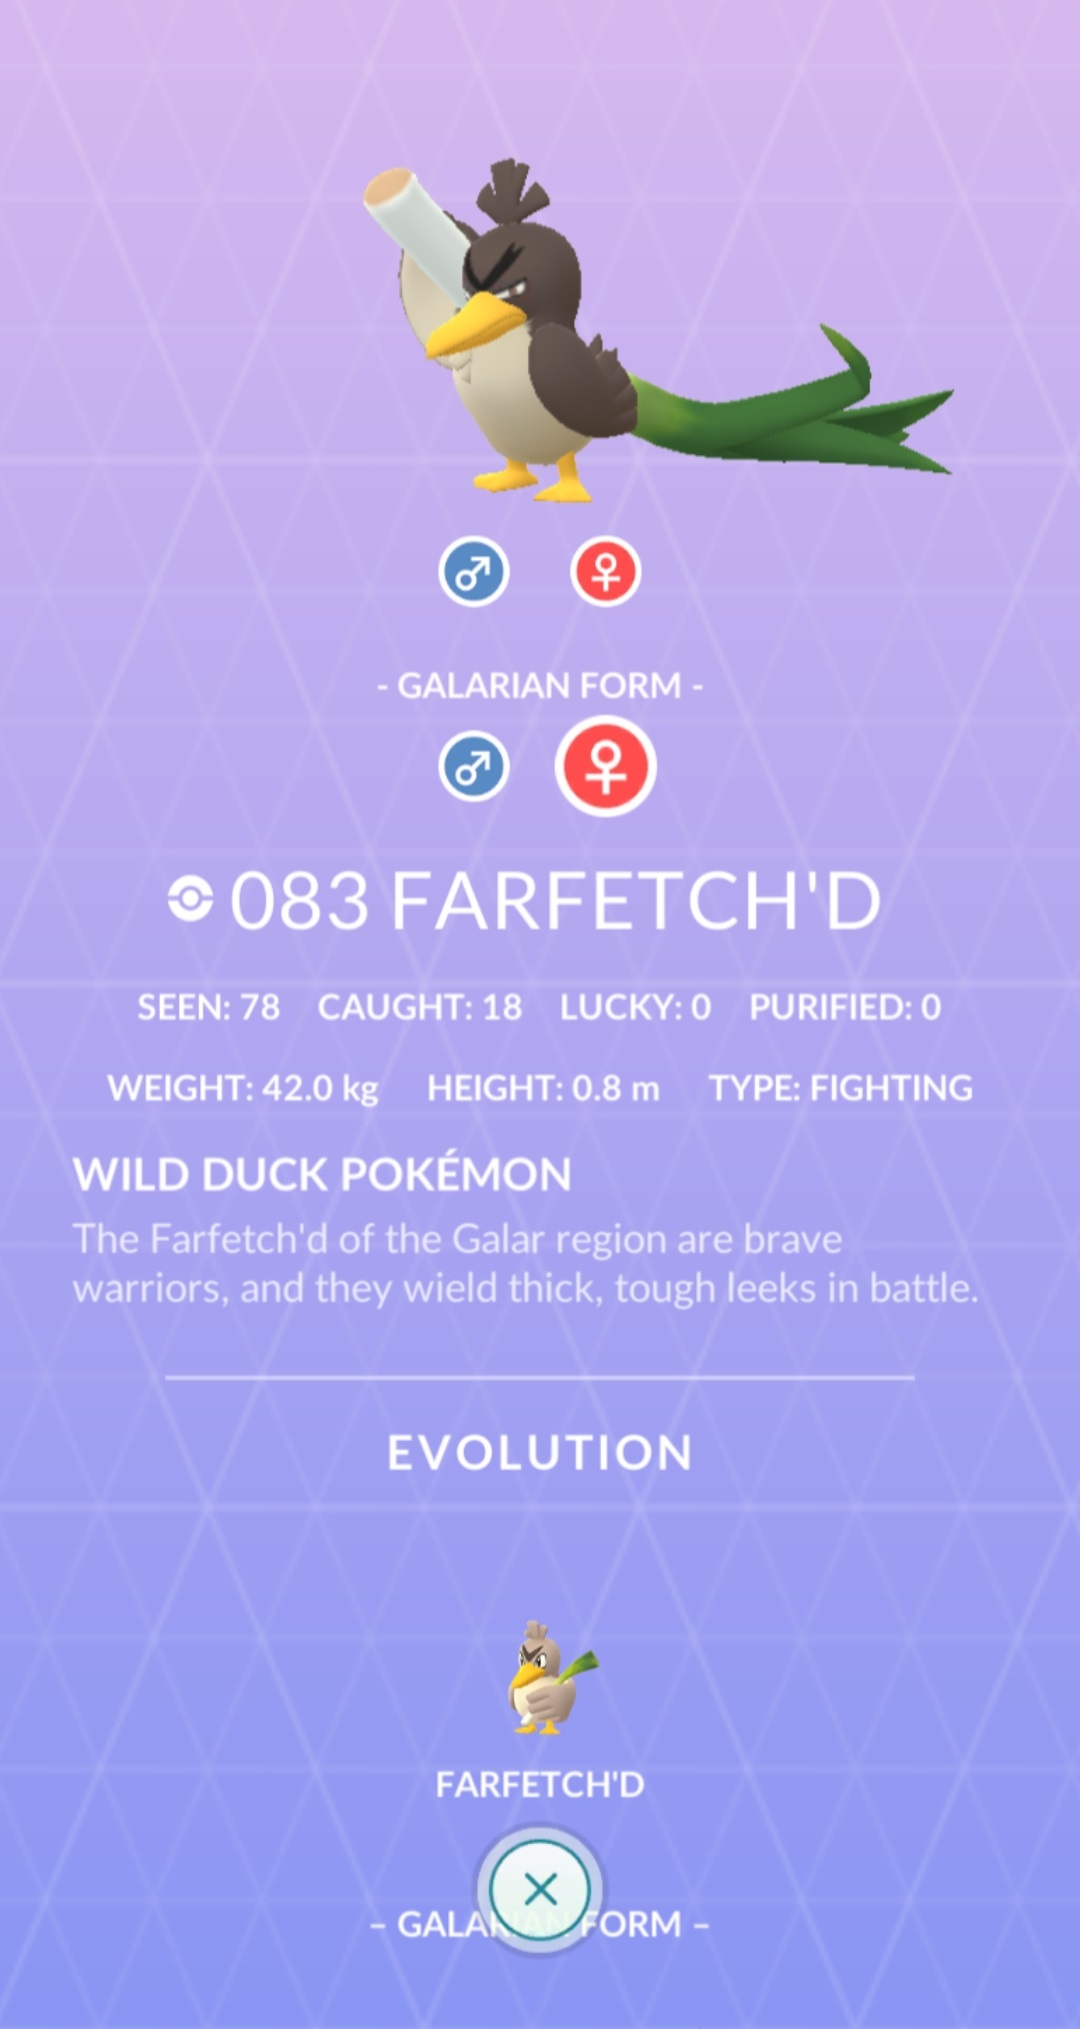 - GALARIAN FORM -
083 FARFETCH'D
SEEN: 78 CAUGHT: 18 LUCKY: 0 PURIFIED: 0
WEIGHT: 42.0 kg HEIGHT: 0.8 m TYPE: FIGHTING
WILD DUCK POKÉMON
The Farfetch'd of the Galar region are brave
warriors, and they wield thick, tough leeks in battle.
EVOLUTION
FARFETCH'D
– GALARIAN FORM –